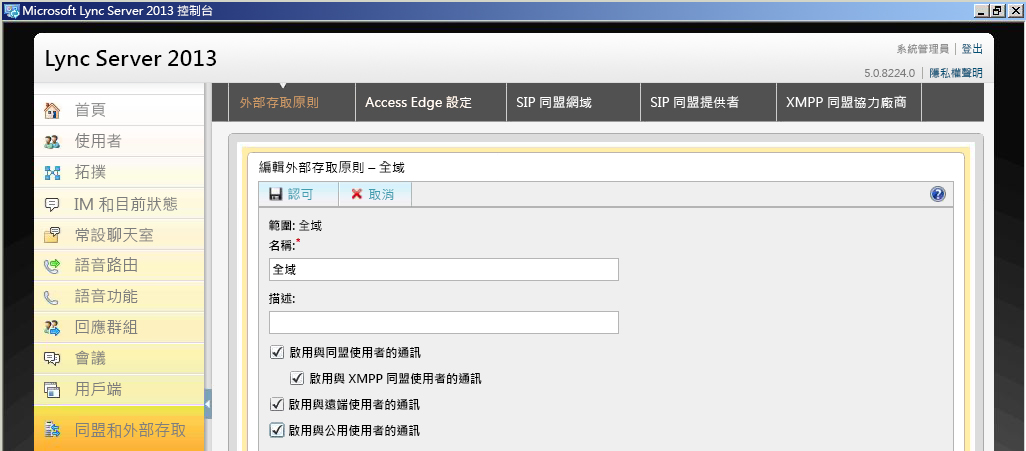 Microsoft Lync Server 2013 控制台
Lync Server 2013
系統管理員 | 登出
5.0.8224.0 | 隱私權聲明
首頁
使用者
拓撲
IM 和目前狀態
常設聊天室
語音路由
語音功能
回應群組
會議
用戶端
同盟和外部存取
外部存取原則
Access Edge 設定
SIP 同盟網域
SIP 同盟提供者
XMPP 同盟協力廠商
編輯外部存取原則 – 全域
認可
取消
範圍: 全域
名稱:*
全域
描述:
啟用與同盟使用者的通訊
啟用與 XMPP 同盟使用者的通訊
啟用與遠端使用者的通訊
啟用與公用使用者的通訊